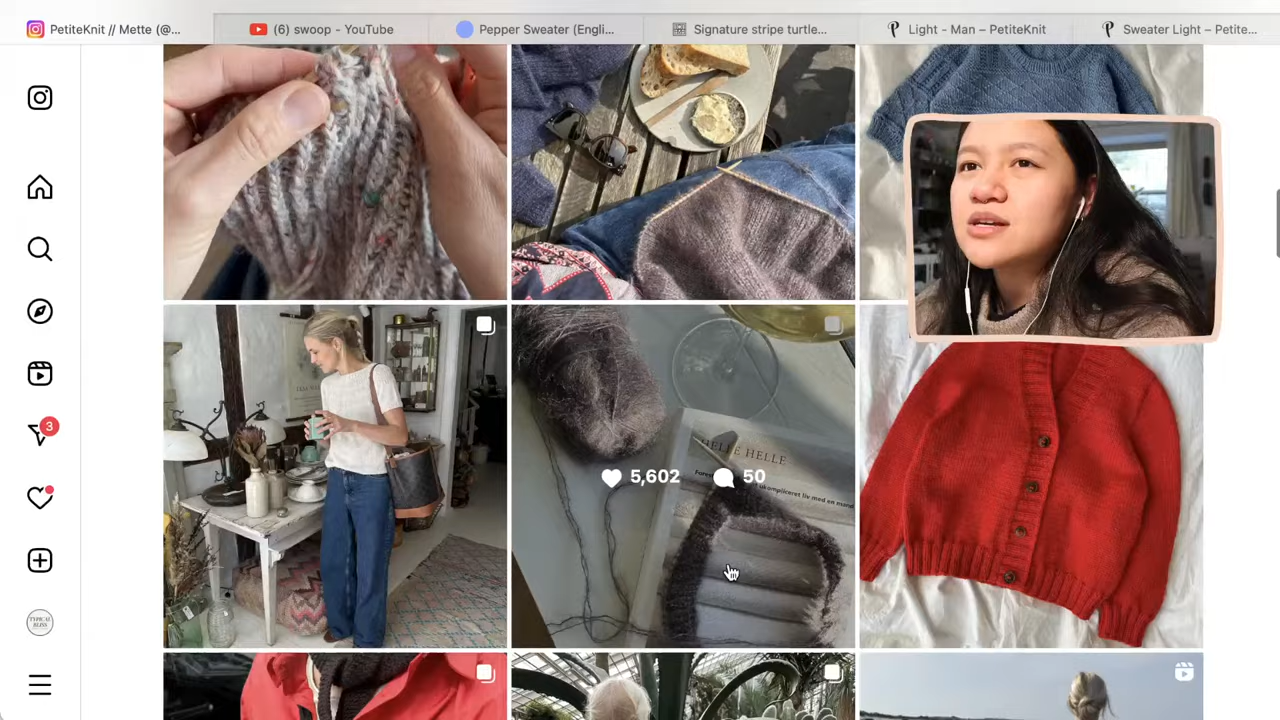 PetiteKnit // Mette (@...
(6) swoop - YouTube
Pepper Sweater (Engli...
Signature stripe turtle...
Light - Man – PetiteKnit
Sweater Light – Petite...
3
HELLE HELLE
5,602
50